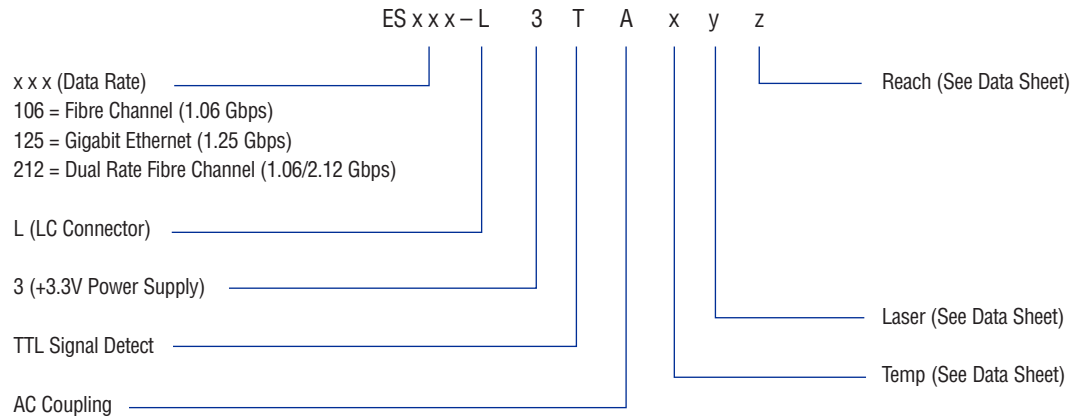 ES x x x – L 3 T A x y z
x x x (Data Rate)
106 = Fibre Channel (1.06 Gbps)
125 = Gigabit Ethernet (1.25 Gbps)
212 = Dual Rate Fibre Channel (1.06/2.12 Gbps)
L (LC Connector)
3 (+3.3V Power Supply)
TTL Signal Detect
AC Coupling
Reach (See Data Sheet)
Laser (See Data Sheet)
Temp (See Data Sheet)